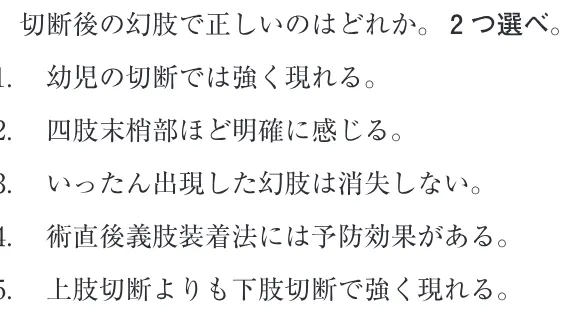 切断後の幻肢で正しいのはどれか。2つ選べ。
1. 幼児の切断では強く現れる。
2. 四肢末梢部ほど明確に感じる。
3. いったん出現した幻肢は消失しない。
4. 術直後義肢装着法には予防効果がある。
5. 上肢切断よりも下肢切断で強く現れる。